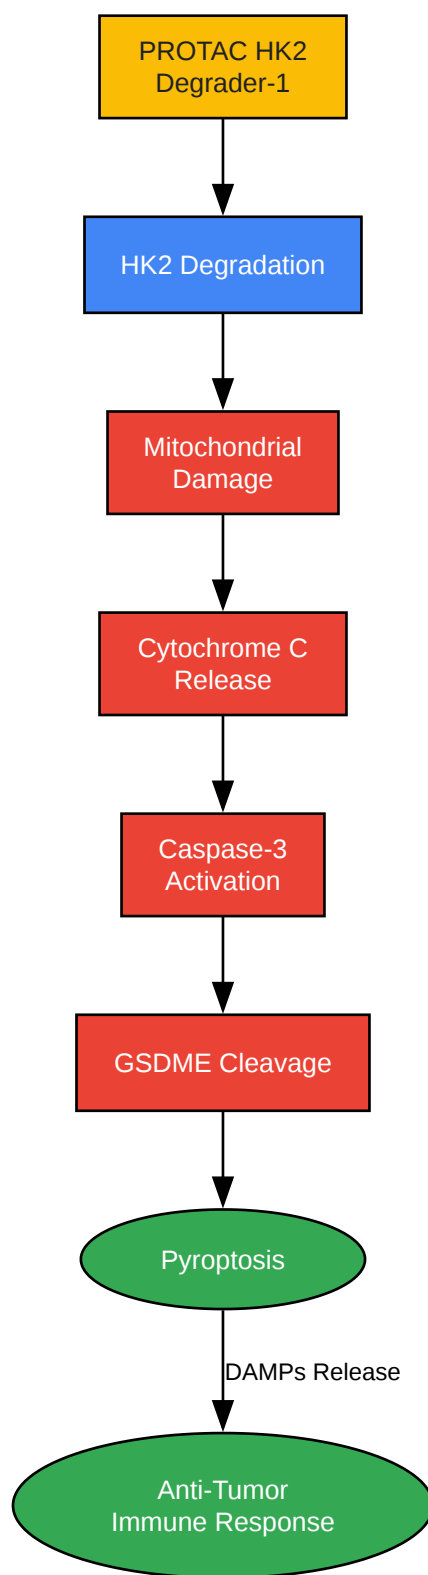 PROTAC HK2
Degrader-1
HK2 Degradation
Mitochondrial
Damage
Cytochrome C
Release
Caspase-3
Activation
GSDME Cleavage
Pyroptosis
DAMPs Release
Anti-Tumor
Immune Response